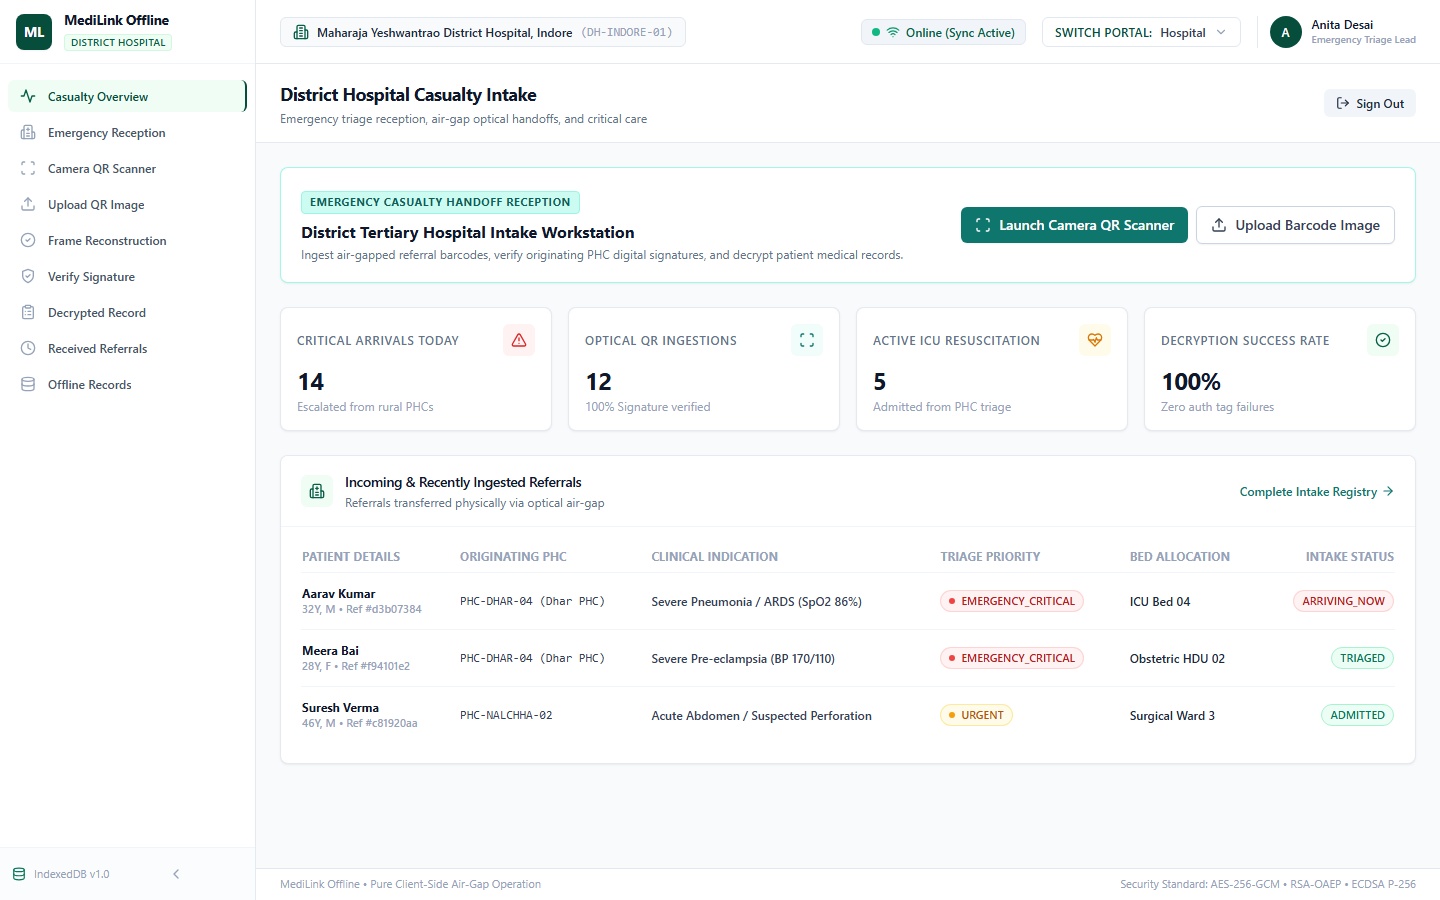 ML
MediLink Offline
DISTRICT HOSPITAL
Casualty Overview
Emergency Reception
Camera QR Scanner
Upload QR Image
Frame Reconstruction
Verify Signature
Decrypted Record
Received Referrals
Offline Records
IndexedDB v1.0
Maharaja Yeshwantrao District Hospital, Indore (DH-INDORE-01)
Online (Sync Active)
SWITCH PORTAL: Hospital
A
Anita Desai
Emergency Triage Lead
District Hospital Casualty Intake
Emergency triage reception, air-gap optical handoffs, and critical care
Sign Out
EMERGENCY CASUALTY HANDOFF RECEPTION
District Tertiary Hospital Intake Workstation
Ingest air-gapped referral barcodes, verify originating PHC digital signatures, and decrypt patient medical records.
Launch Camera QR Scanner
Upload Barcode Image
CRITICAL ARRIVALS TODAY
14
Escalated from rural PHCs
OPTICAL QR INGESTIONS
12
100% Signature verified
ACTIVE ICU RESUSCITATION
5
Admitted from PHC triage
DECRYPTION SUCCESS RATE
100%
Zero auth tag failures
Incoming & Recently Ingested Referrals
Referrals transferred physically via optical air-gap
Complete Intake Registry →
PATIENT DETAILS ORIGINATING PHC CLINICAL INDICATION TRIAGE PRIORITY BED ALLOCATION INTAKE STATUS
Aarav Kumar
32Y, M • Ref #d3b07384
PHC-DHAR-04 (Dhar PHC) Severe Pneumonia / ARDS (SpO2 86%) EMERGENCY_CRITICAL ICU Bed 04 ARRIVING_NOW
Meera Bai
28Y, F • Ref #f94101e2
PHC-DHAR-04 (Dhar PHC) Severe Pre-eclampsia (BP 170/110) EMERGENCY_CRITICAL Obstetric HDU 02 TRIAGED
Suresh Verma
46Y, M • Ref #c81920aa
PHC-NALCHHA-02 Acute Abdomen / Suspected Perforation URGENT Surgical Ward 3 ADMITTED
MediLink Offline • Pure Client-Side Air-Gap Operation
Security Standard: AES-256-GCM • RSA-OAEP • ECDSA P-256